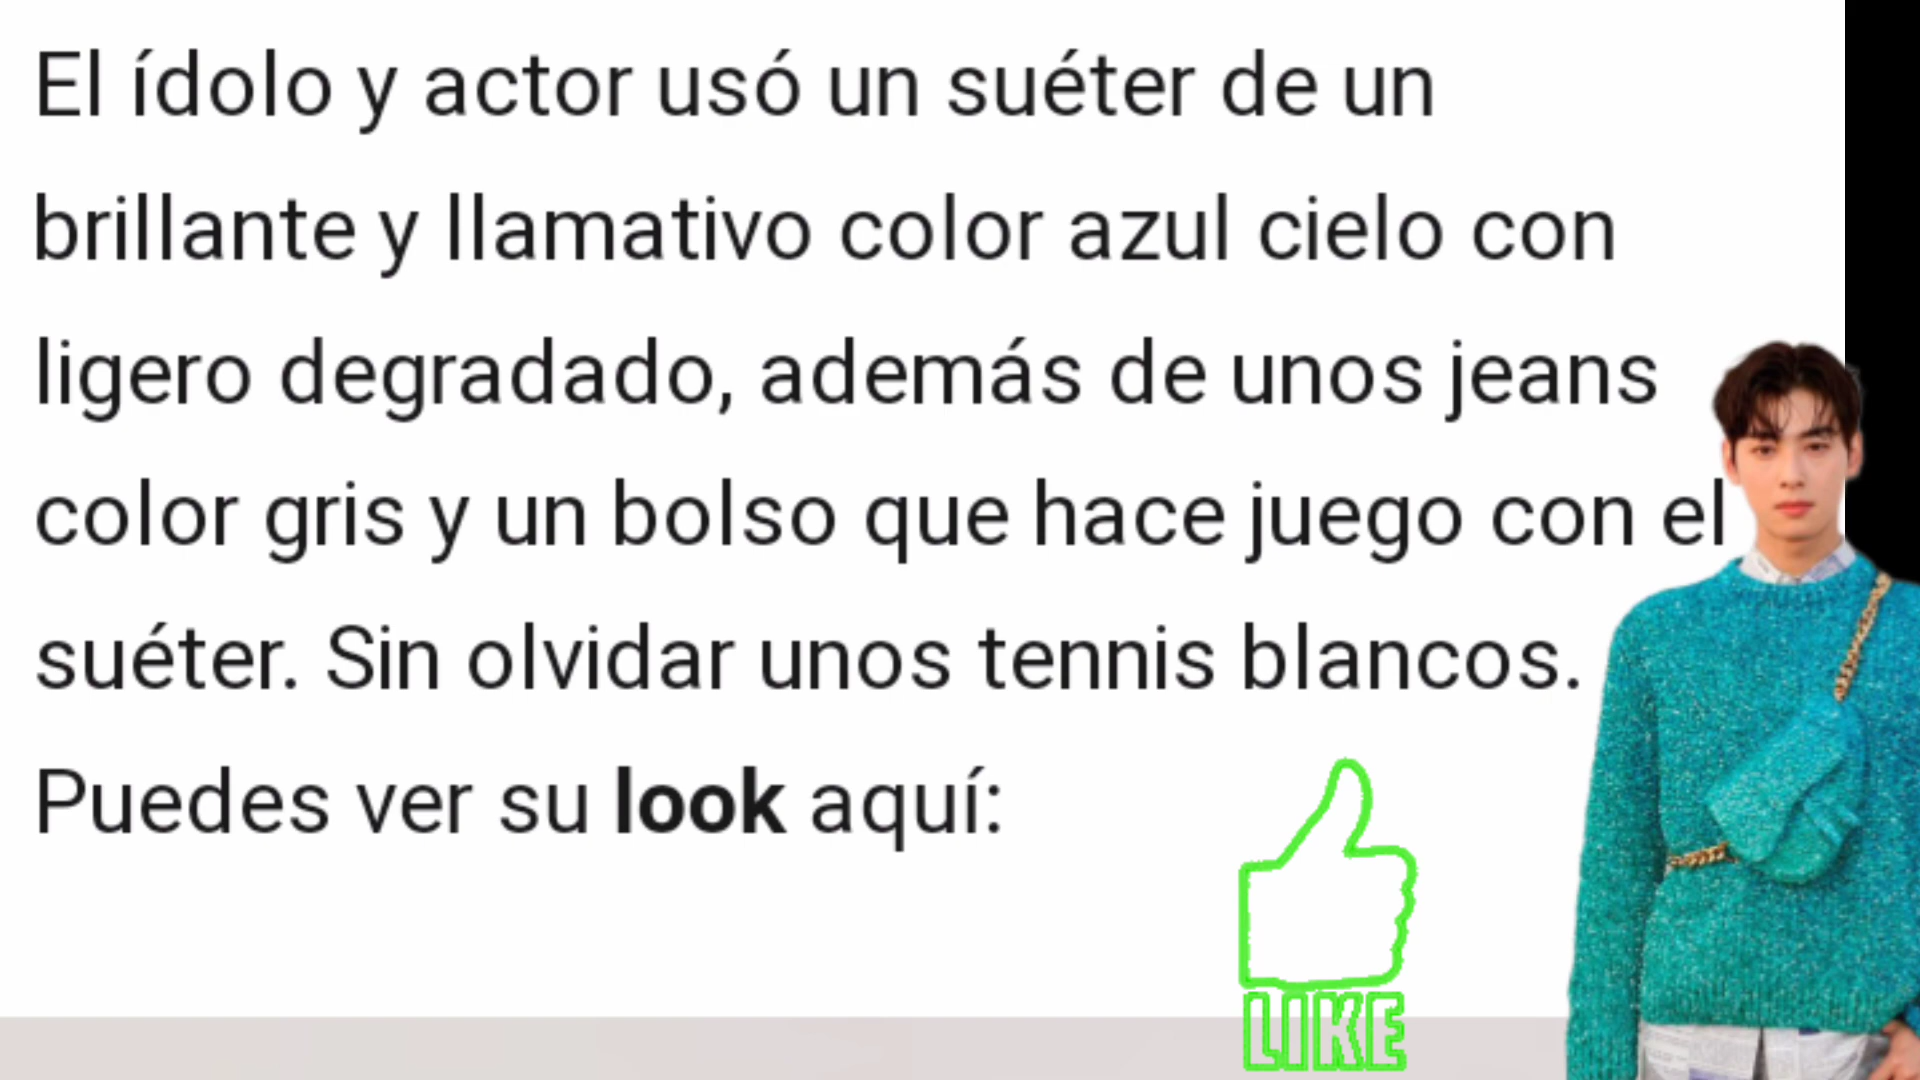 El ídolo y actor usó un suéter de un
brillante y llamativo color azul cielo con
ligero degradado, además de unos jeans
color gris y un bolso que hace juego con el
suéter. Sin olvidar unos tennis blancos.
Puedes ver su look aquí:
LIKE